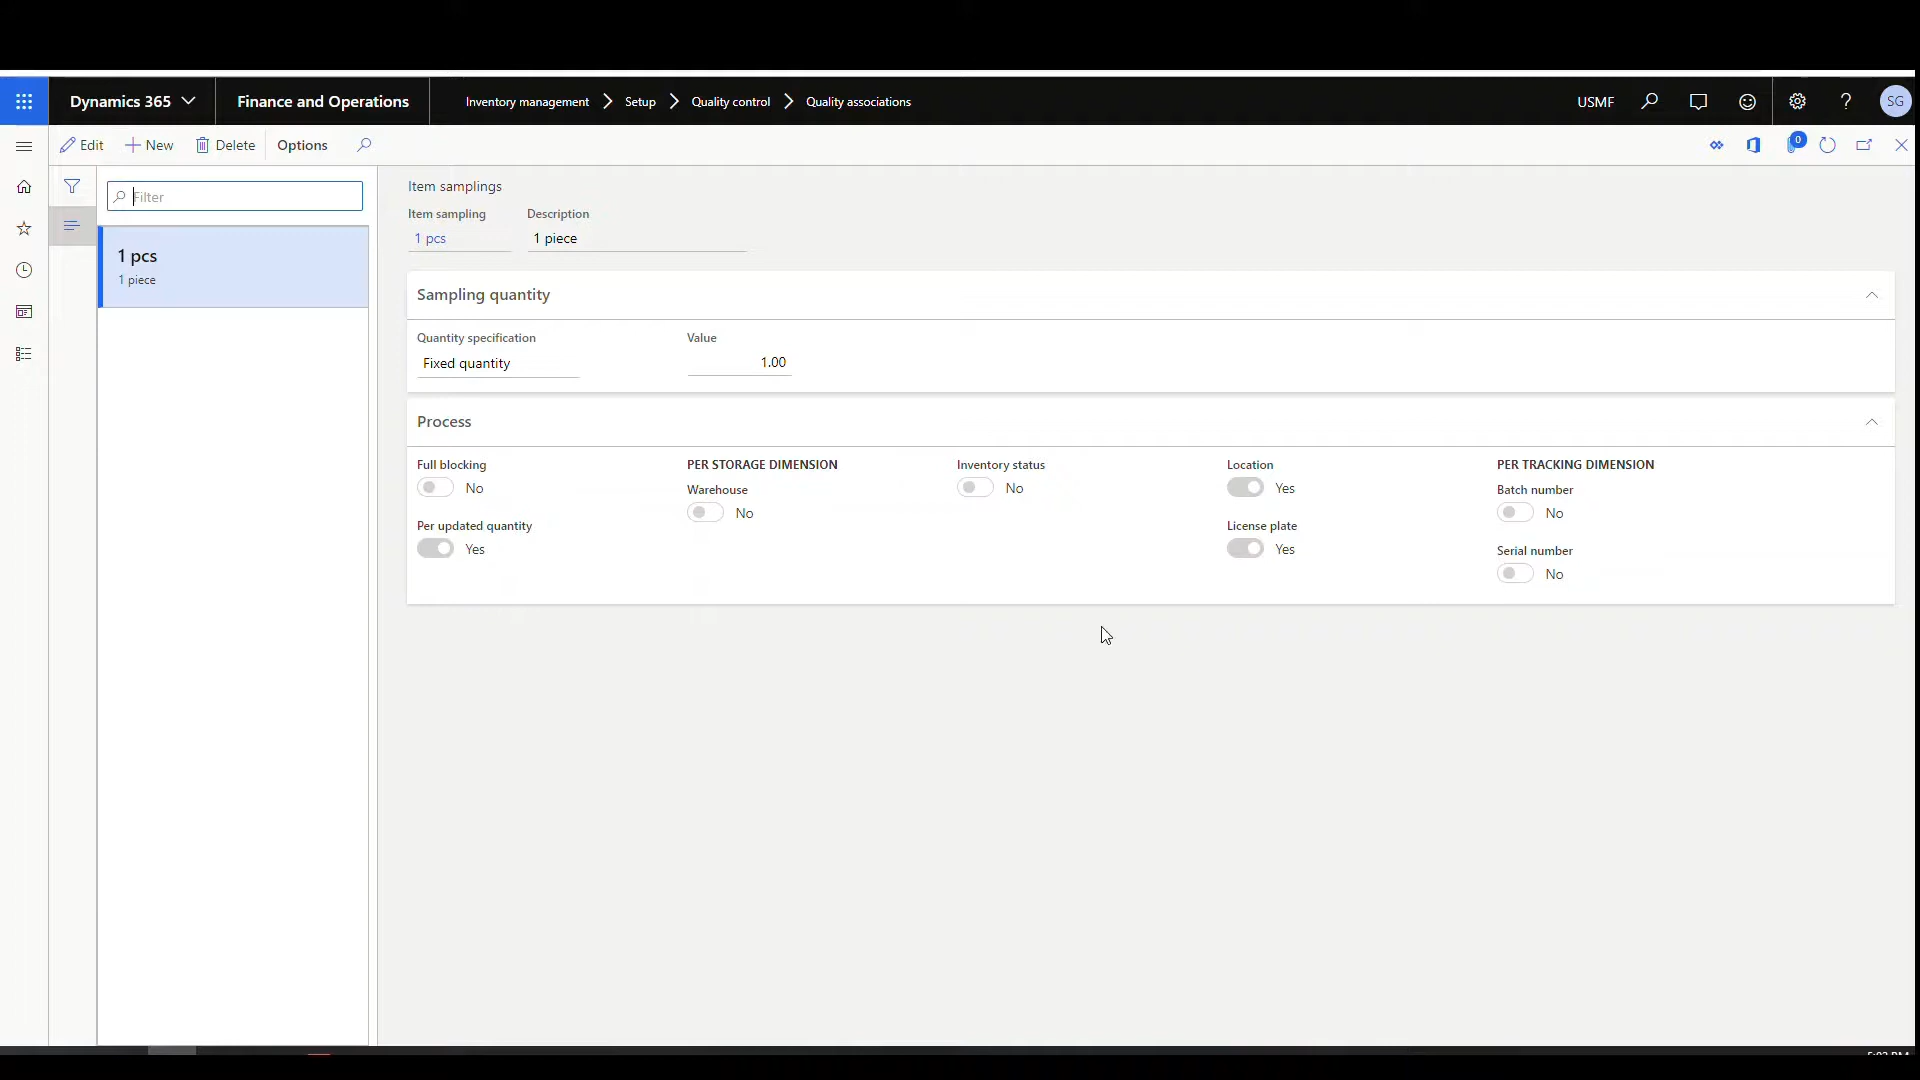 Dynamics 365 Finance and Operations Inventory management Setup Quality control Quality associations USMF ? SG
Edit New Delete Options 0
Filter
1 pcs
1 piece
Item samplings
Item sampling Description
1 pcs 1 piece
Sampling quantity
Quantity specification Value
Fixed quantity 1.00
Process
Full blocking
No
Per updated quantity
Yes
PER STORAGE DIMENSION
Warehouse
No
Inventory status
No
Location
Yes
License plate
Yes
PER TRACKING DIMENSION
Batch number
No
Serial number
No